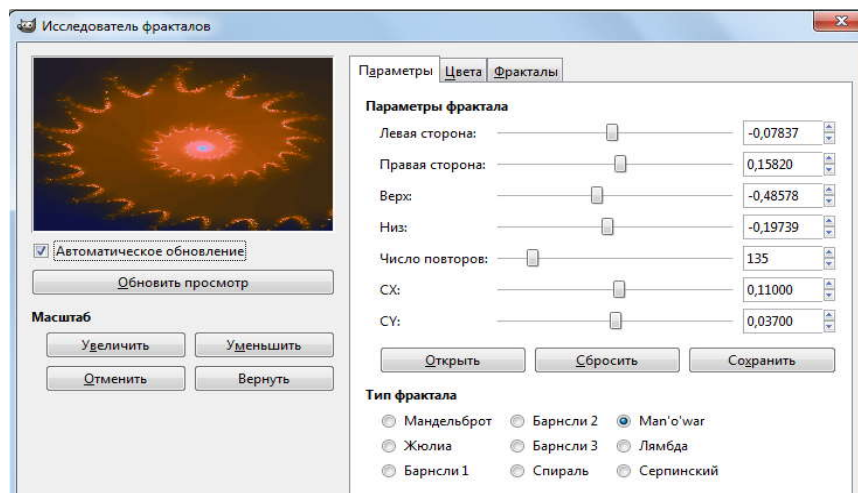 Исследователь фракталов
Автоматическое обновление
Обновить просмотр
Масштаб
Увеличить Уменьшить
Отменить Вернуть
Параметры Цвета Фракталы
Параметры фрактала
Левая сторона: -0,07837
Правая сторона: 0,15820
Верх: -0,48578
Низ: -0,19739
Число повторов: 135
CX: 0,11000
CY: 0,03700
Открыть Сбросить Сохранить
Тип фрактала
Мандельброт Барнсли 2 Man'o'war
Жюлиа Барнсли 3 Лямбда
Барнсли 1 Спираль Серпинский